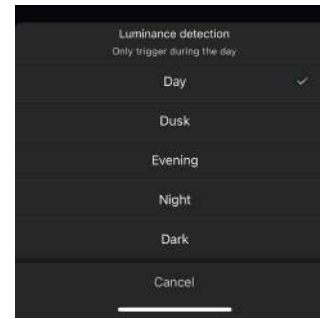 Luminance detection
Only trigger during the day
Day
Dusk
Evening
Night
Dark
Cancel